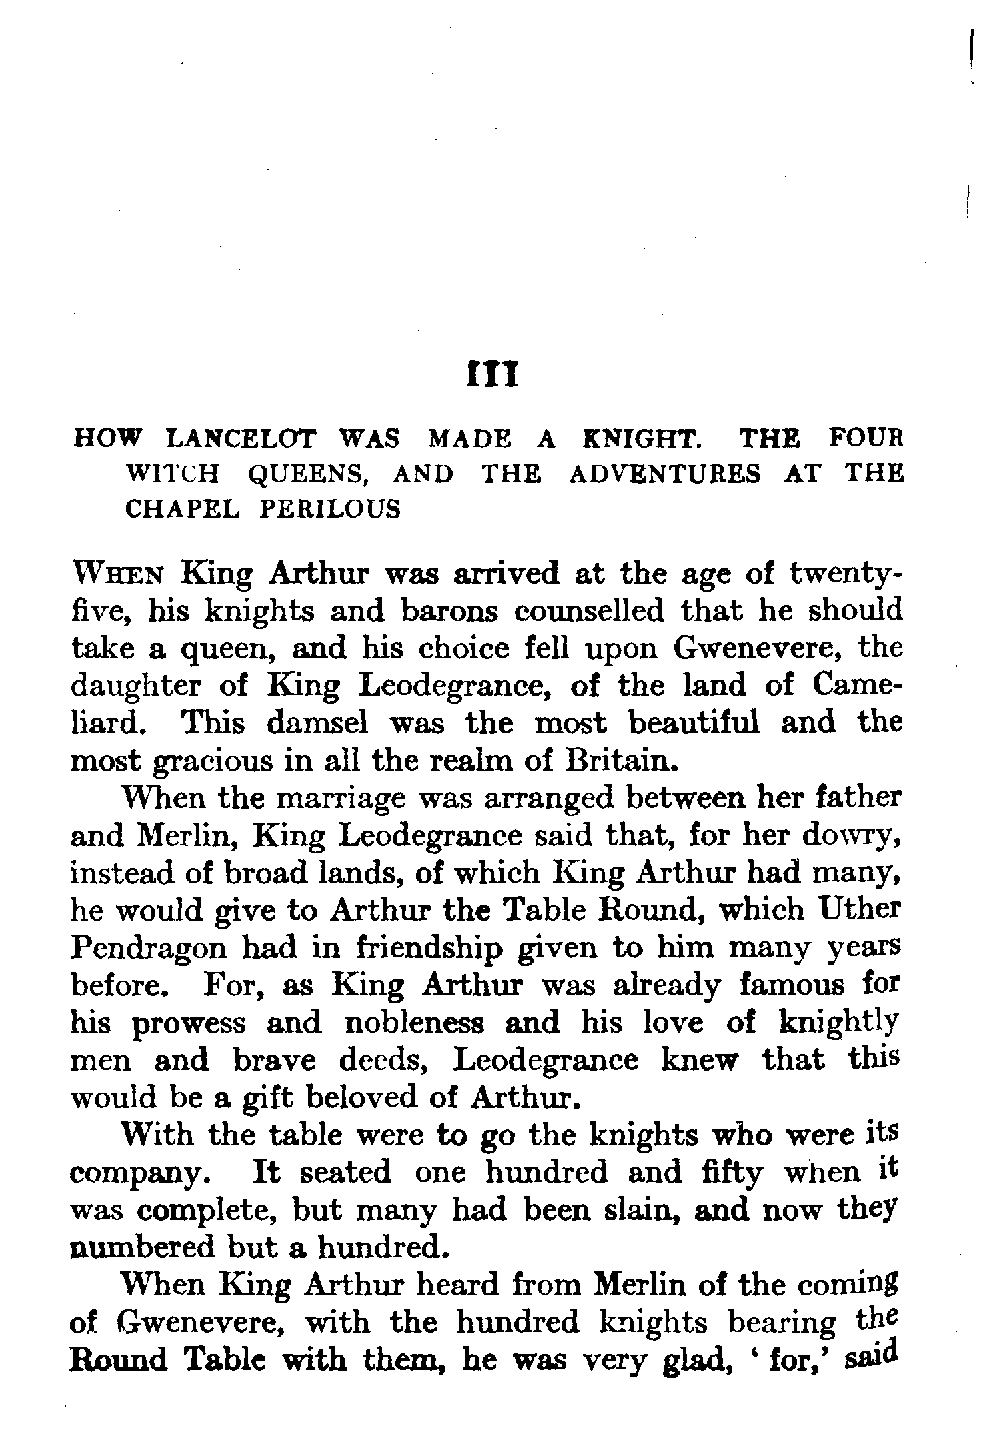 III
HOW LANCELOT WAS MADE A KNIGHT. THE FOUR
WITCH QUEENS, AND THE ADVENTURES AT THE
CHAPEL PERILOUS
WHEN King Arthur was arrived at the age of twenty-
five, his knights and barons counselled that he should
take a queen, and his choice fell upon Gwenevere, the
daughter of King Leodegrance, of the land of Came-
liard. This damsel was the most beautiful and the
most gracious in all the realm of Britain.
When the marriage was arranged between her father
and Merlin, King Leodegrance said that, for her dowry,
instead of broad lands, of which King Arthur had many,
he would give to Arthur the Table Round, which Uther
Pendragon had in friendship given to him many years
before. For, as King Arthur was already famous for
his prowess and nobleness and his love of knightly
men and brave deeds, Leodegrance knew that this
would be a gift beloved of Arthur.
With the table were to go the knights who were its
company. It seated one hundred and fifty when it
was complete, but many had been slain, and now they
numbered but a hundred.
When King Arthur heard from Merlin of the coming
of Gwenevere, with the hundred knights bearing the
Round Table with them, he was very glad, ‘ for,’ said